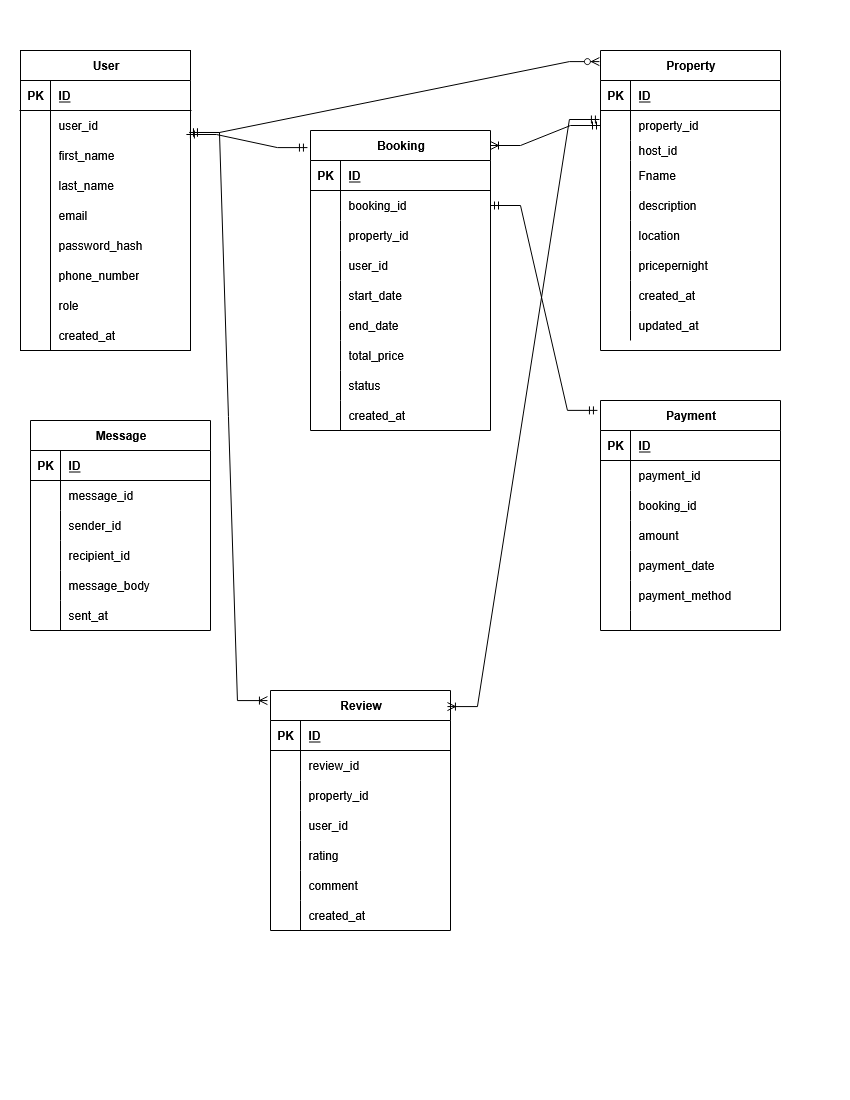 User
PK ID
user_id
first_name
last_name
email
password_hash
phone_number
role
created_at
Booking
PK ID
booking_id
property_id
user_id
start_date
end_date
total_price
status
created_at
Property
PK ID
property_id
host_id
Fname
description
location
pricepernight
created_at
updated_at
Message
PK ID
message_id
sender_id
recipient_id
message_body
sent_at
Payment
PK ID
payment_id
booking_id
amount
payment_date
payment_method
Review
PK ID
review_id
property_id
user_id
rating
comment
created_at